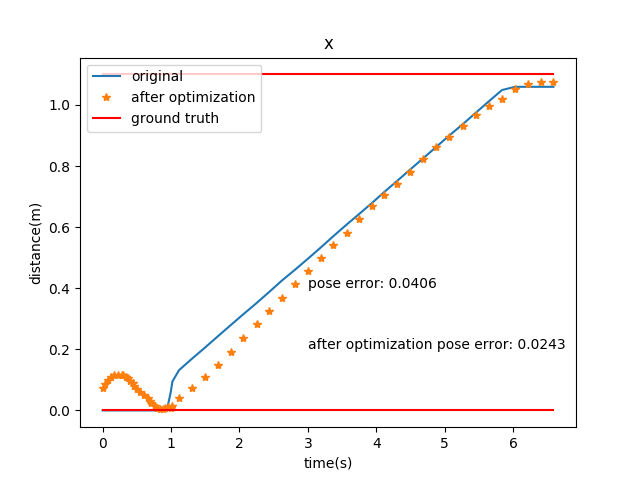 x
original
after optimization
ground truth
1.0
0.8
0.6
0.4
0.2
0.0
distance(m)
pose error: 0.0406
after optimization pose error: 0.0243
0 1 2 3 4 5 6
time(s)